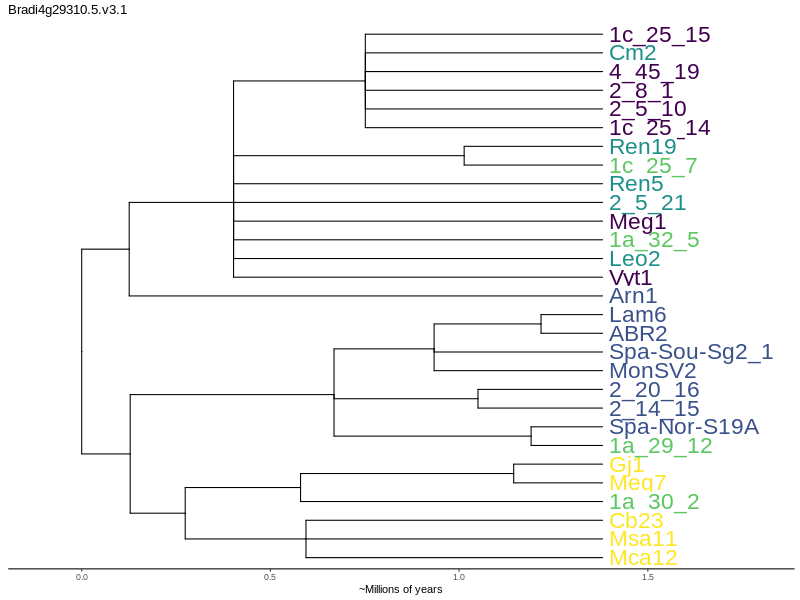 Bradi4g29310.5.v3.1
1c_25_15
Cm2
4_45_19
2_8_1
2_5_10
1c_25_14
Ren19
1c_25_7
Ren5
2_5_21
Meg1
1a_32_5
Leo2
Vyt1
Arn1
Lam6
ABR2
Spa-Sou-Sg2_1
MonSV2
2_20_16
2_14_15
Spa-Nor-S19A
1a_29_12
Gj1
Meg7
1a_30_2
Cb23
Msa11
Mca12
0.0 0.5 1.0 1.5
~Millions of years